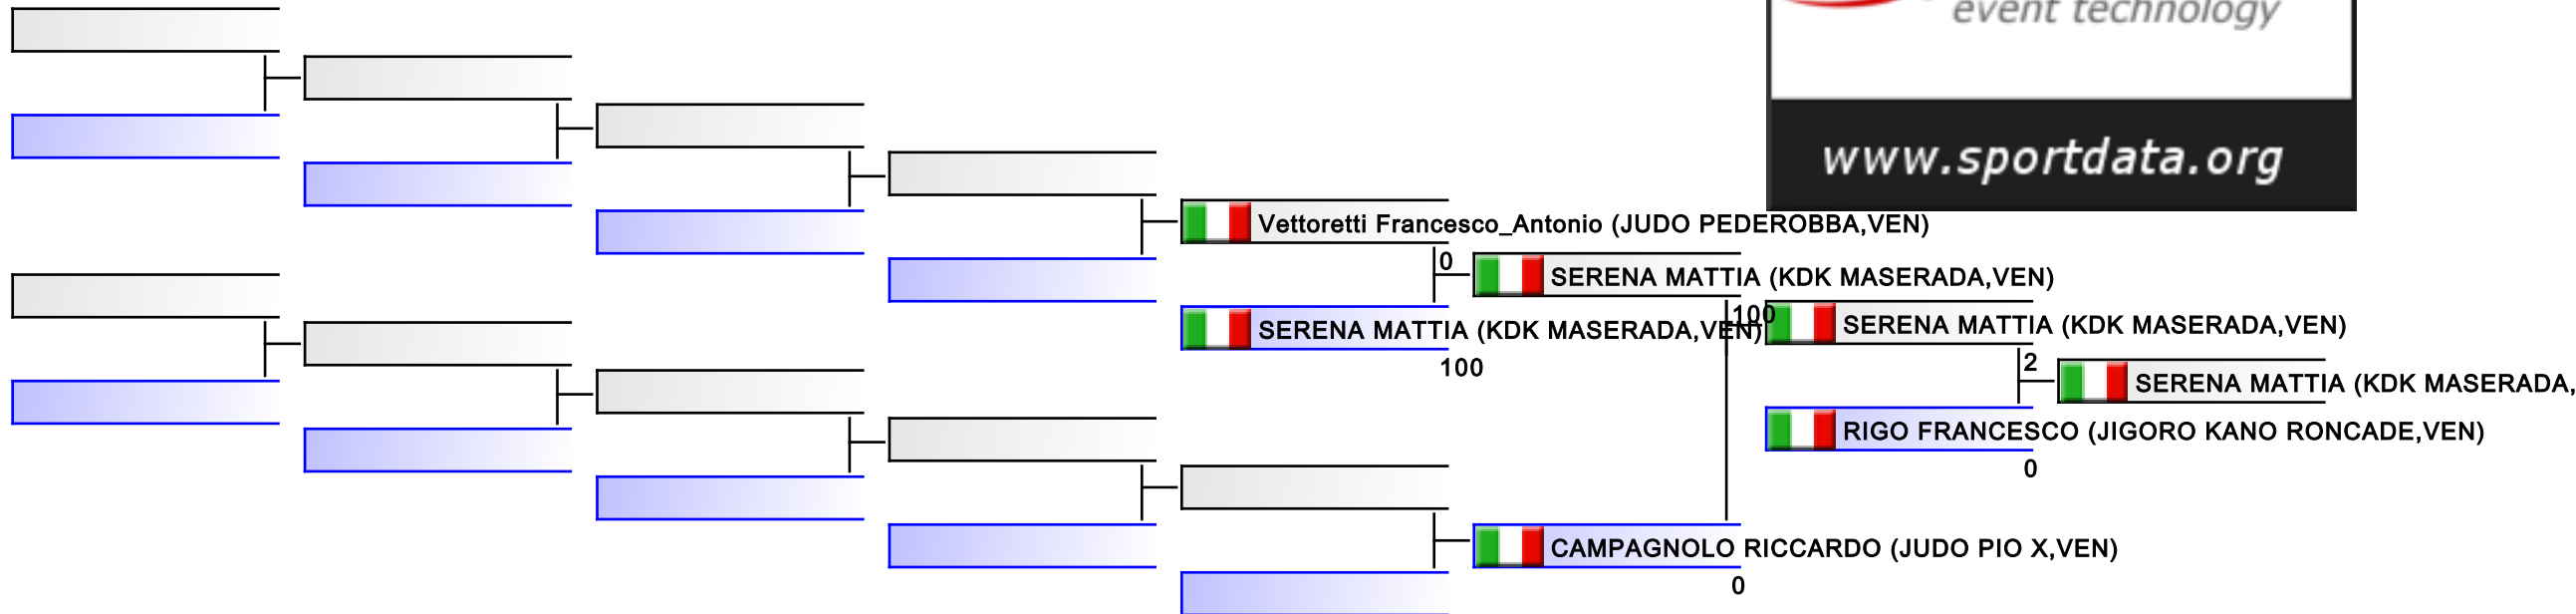 event technology
www.sportdata.org
Vettoretti Francesco_Antonio (JUDO PEDEROBBA,VEN)
0
SERENA MATTIA (KDK MASERADA,VEN)
SERENA MATTIA (KDK MASERADA,VEN)
100
100
SERENA MATTIA (KDK MASERADA,VEN)
2
SERENA MATTIA (KDK MASERADA,
RIGO FRANCESCO (JIGORO KANO RONCADE,VEN)
0
CAMPAGNOLO RICCARDO (JUDO PIO X,VEN)
0